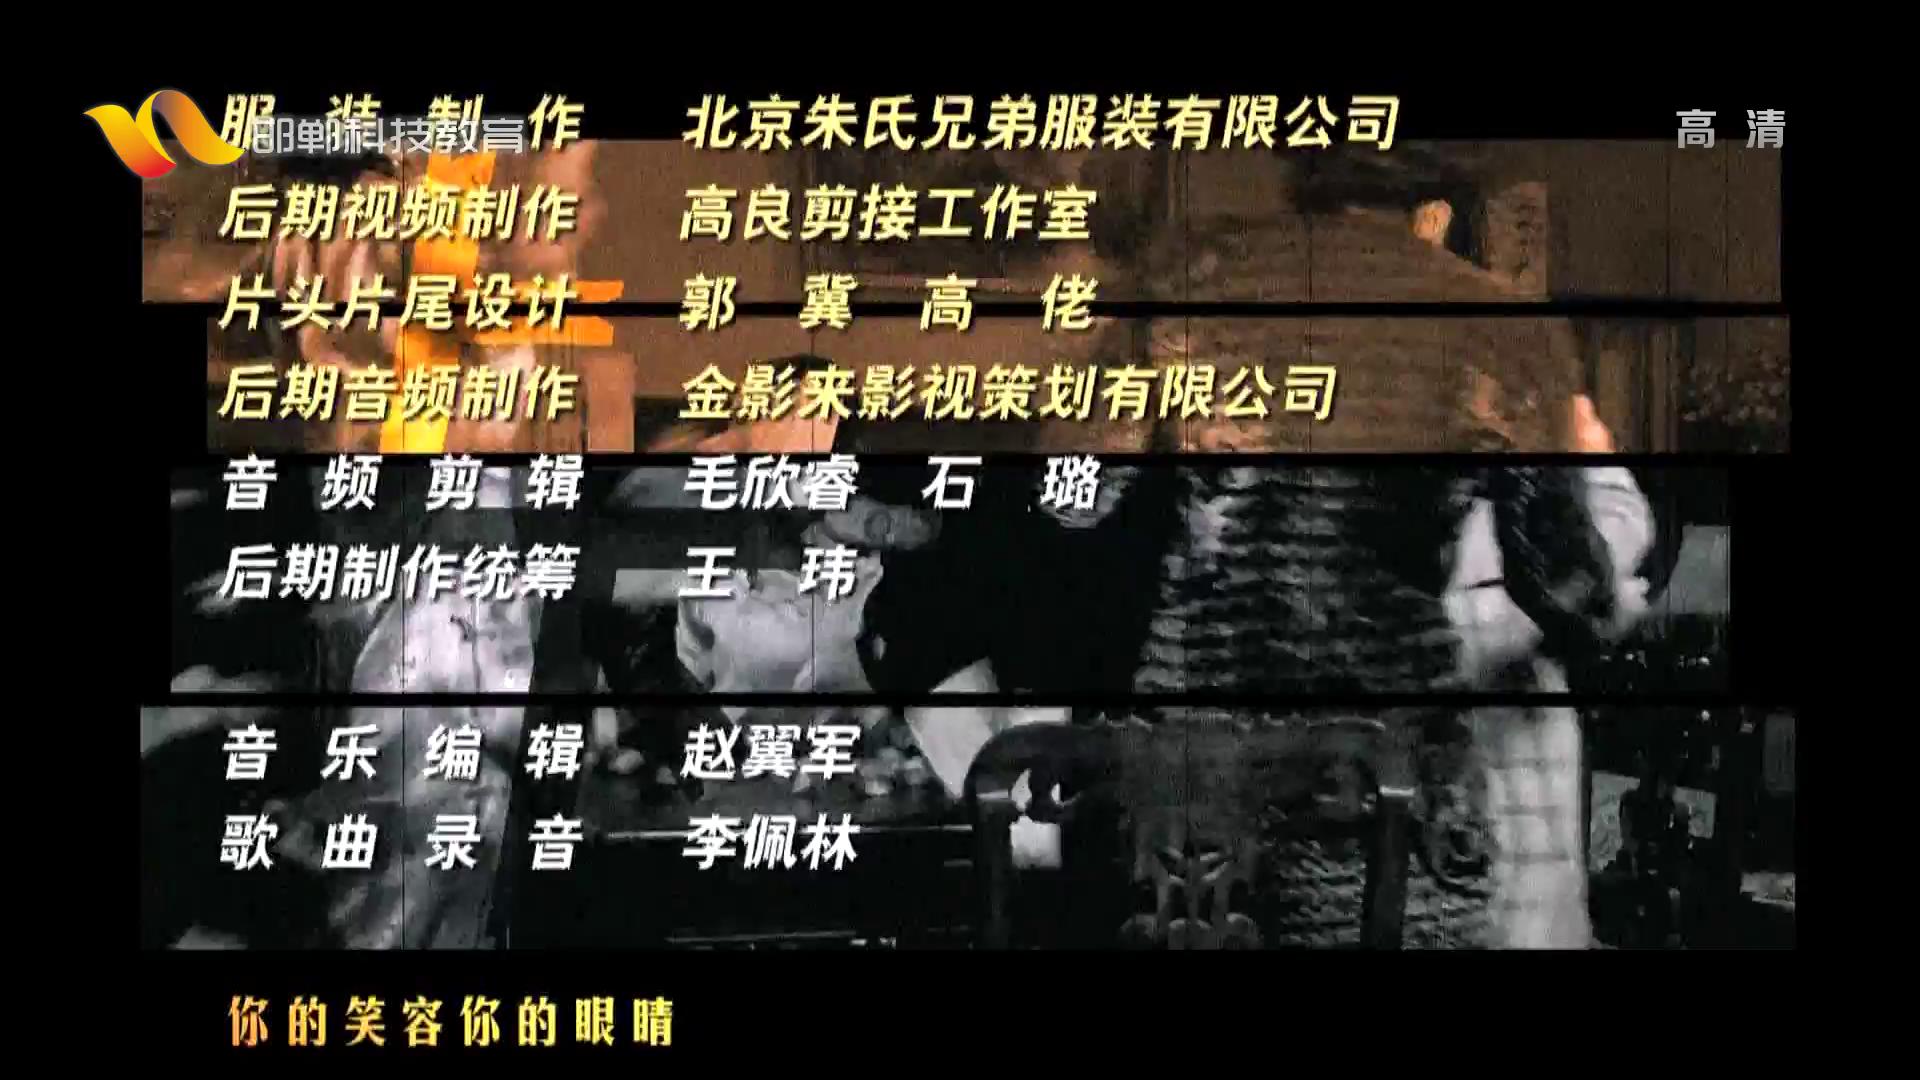 服装制作 北京朱氏兄弟服装有限公司
邯郸科技教育
高清
后期视频制作 高良剪接工作室
片头片尾设计 郭冀 高佬
后期音频制作 金影来影视策划有限公司
音频剪辑 毛欣睿 石璐
后期制作统筹 王玮
音乐编辑 赵翼军
歌曲录音 李佩林
你的笑容你的眼睛